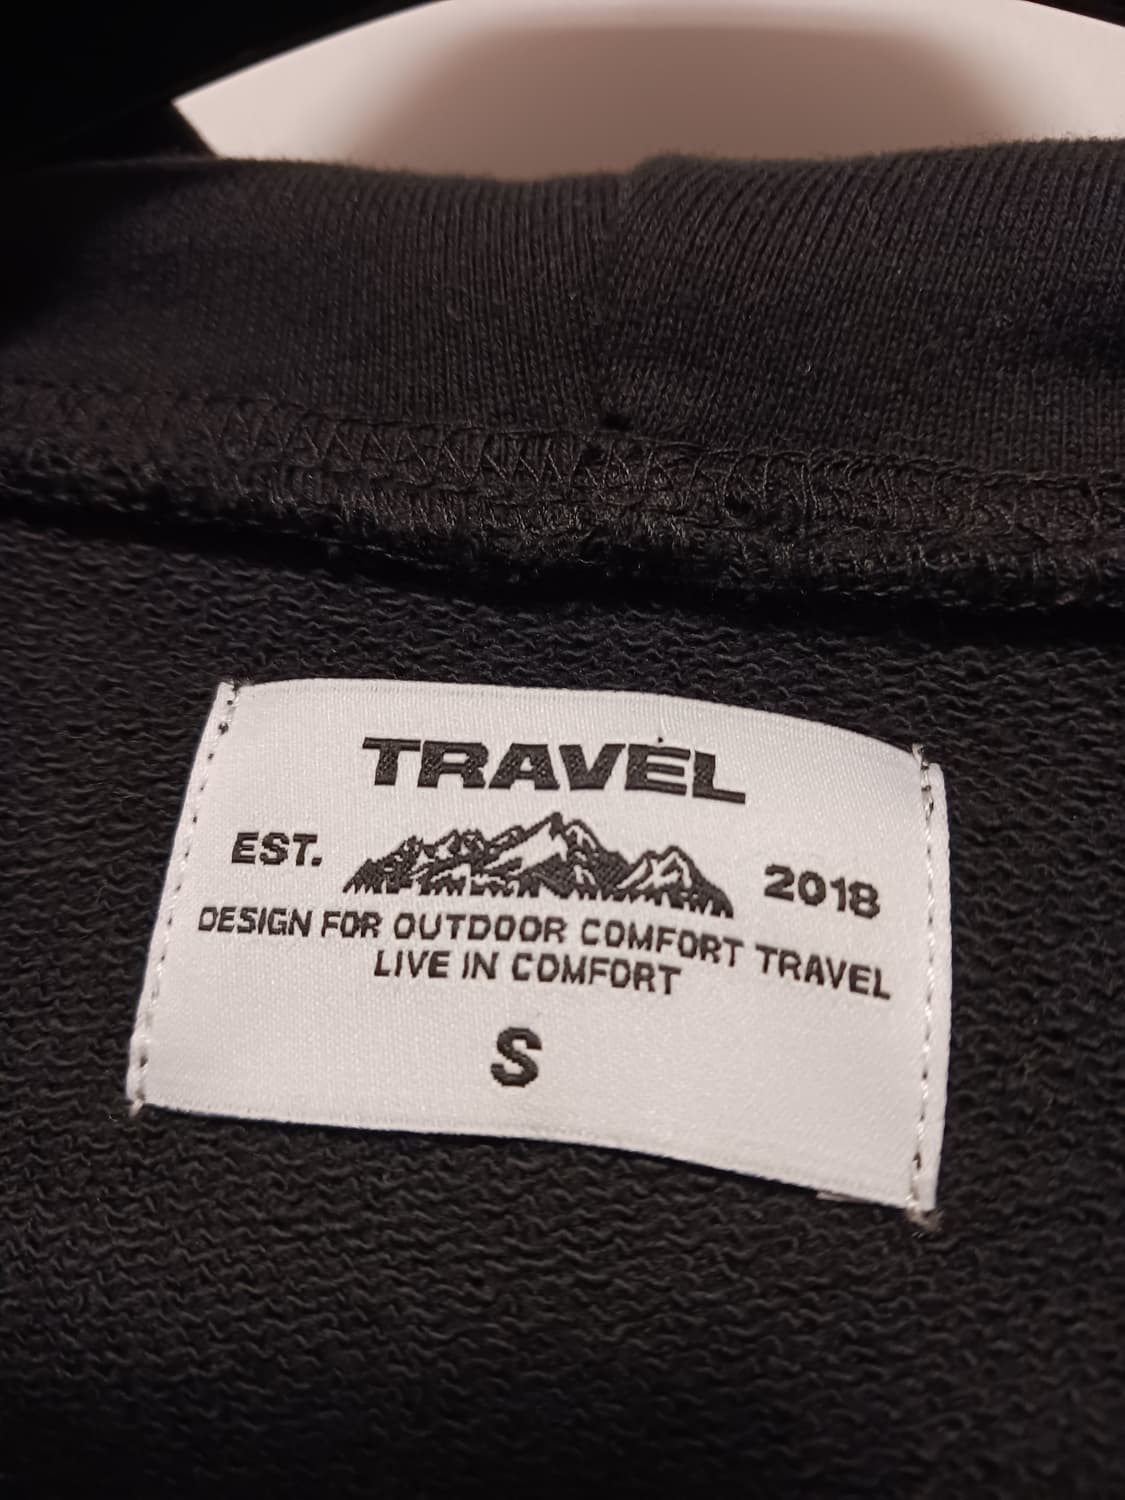 TRAVEL
EST. 2018
DESIGN FOR OUTDOOR COMFORT TRAVEL
LIVE IN COMFORT
S